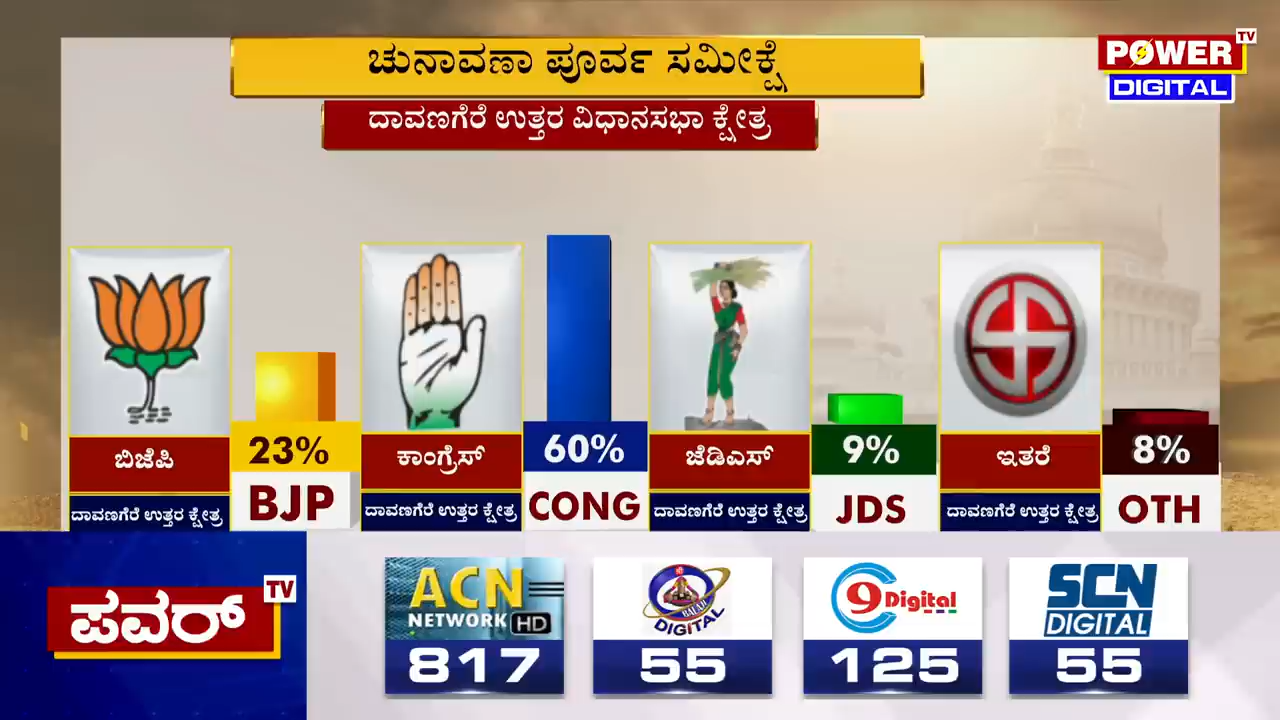 ಚುನಾವಣಾ ಪೂರ್ವ ಸಮೀಕ್ಷೆ
POWER TV
DIGITAL
ದಾವಣಗೆರೆ ಉತ್ತರ ವಿಧಾನಸಭಾ ಕ್ಷೇತ್ರ
ಬಿಜೆಪಿ
23%
ಕಾಂಗ್ರೆಸ್
60%
ಜೆಡಿಎಸ್
9%
ಇತರೆ
8%
ದಾವಣಗೆರೆ ಉತ್ತರ ಕ್ಷೇತ್ರ
BJP
ದಾವಣಗೆರೆ ಉತ್ತರ ಕ್ಷೇತ್ರ
CONG
ದಾವಣಗೆರೆ ಉತ್ತರ ಕ್ಷೇತ್ರ
JDS
ದಾವಣಗೆರೆ ಉತ್ತರ ಕ್ಷೇತ್ರ
OTH
ಪವರ್ TV
ACN
NETWORK HD
817
DIGITAL
55
9 Digital
125
SCN
DIGITAL
55